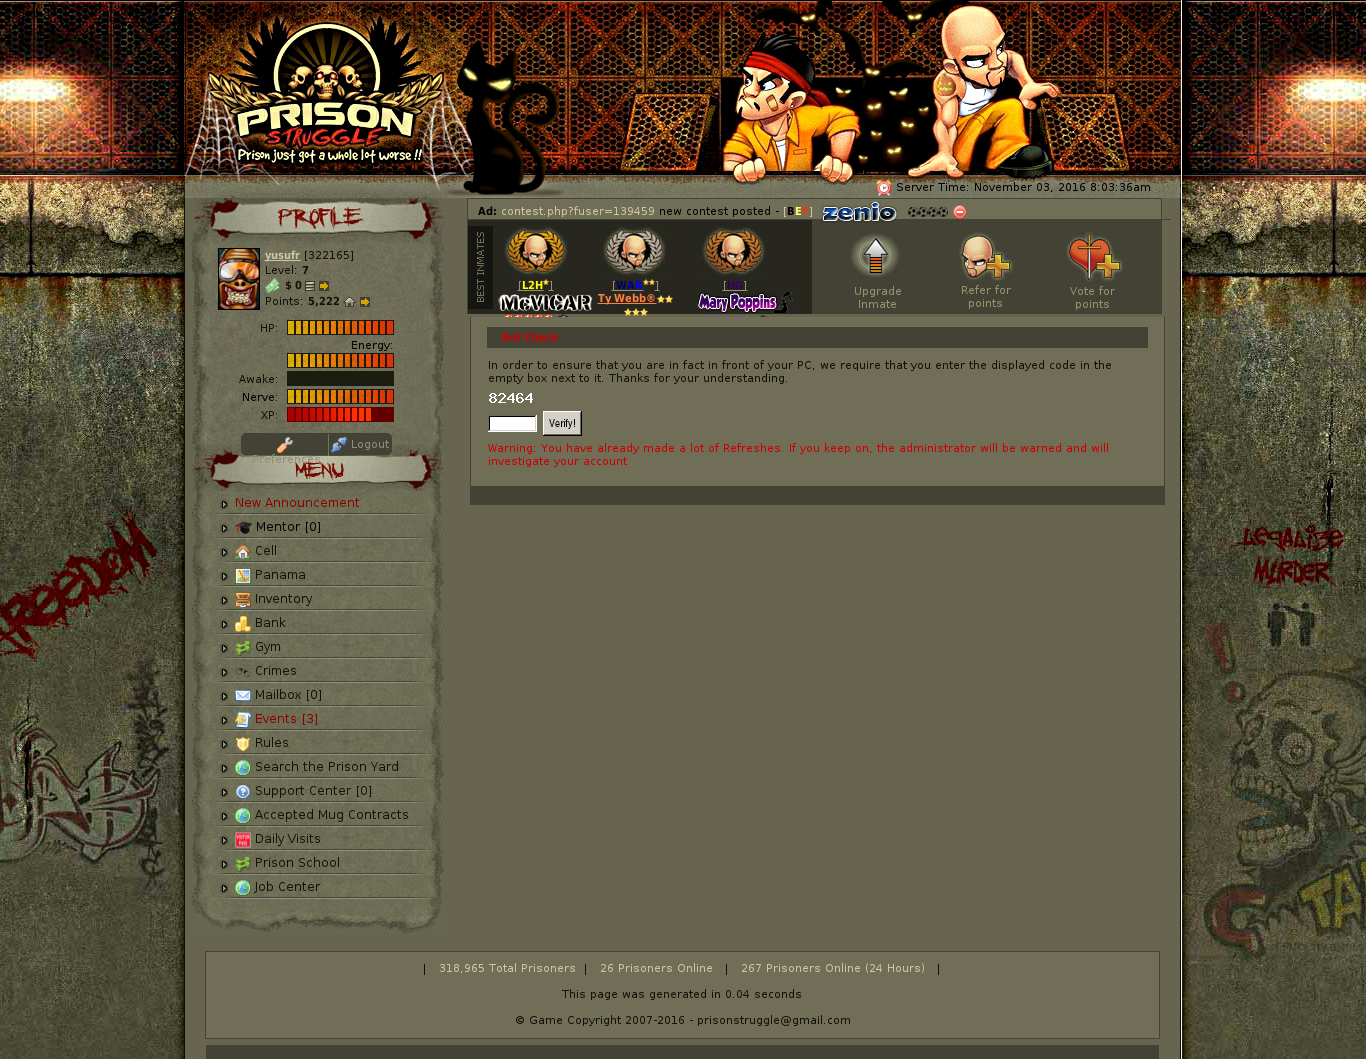 PRISON
STRUGGLE
Prison just got a whole lot worse !!
Server Time: November 03, 2016 8:03:36am
PROFILE
yusufr [322165]
Level: 7
$ 0
Points: 5,222
HP:
Energy:
Awake:
Nerve:
XP:
Preferences
Logout
Ad: contest.php?fuser=139459 new contest posted - [BE●] zenio
BEST INMATES
[L2H*]
McVICAR
[WAR**]
Ty Webb®
[HG]
Mary Poppins
Upgrade
Inmate
Refer for
points
Vote for
points
Bot Check
In order to ensure that you are in fact in front of your PC, we require that you enter the displayed code in the
empty box next to it. Thanks for your understanding.
82464
Verify!
Warning: You have already made a lot of Refreshes. If you keep on, the administrator will be warned and will
investigate your account
MENU
New Announcement
Mentor [0]
Cell
Panama
Inventory
Bank
Gym
Crimes
Mailbox [0]
Events [3]
Rules
Search the Prison Yard
Support Center [0]
Accepted Mug Contracts
Daily Visits
Prison School
Job Center
FREEDOM
LEGALIZE
MURDER
| 318,965 Total Prisoners | 26 Prisoners Online | 267 Prisoners Online (24 Hours) |
This page was generated in 0.04 seconds
© Game Copyright 2007-2016 - prisonstruggle@gmail.com